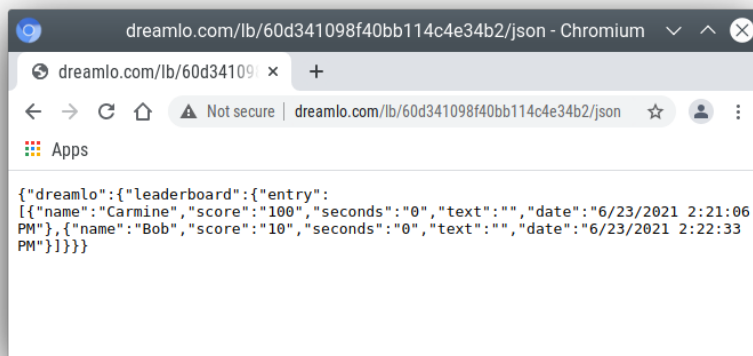 dreamlo.com/lb/60d341098f40bb114c4e34b2/json - Chromium
dreamlo.com/lb/60d34109
Not secure | dreamlo.com/lb/60d341098f40bb114c4e34b2/json
Apps
{"dreamlo":{"leaderboard":{"entry":
[{"name":"Carmine","score":"100","seconds":"0","text":"","date":"6/23/2021 2:21:06
PM"},{"name":"Bob","score":"10","seconds":"0","text":"","date":"6/23/2021 2:22:33
PM"}]}}}